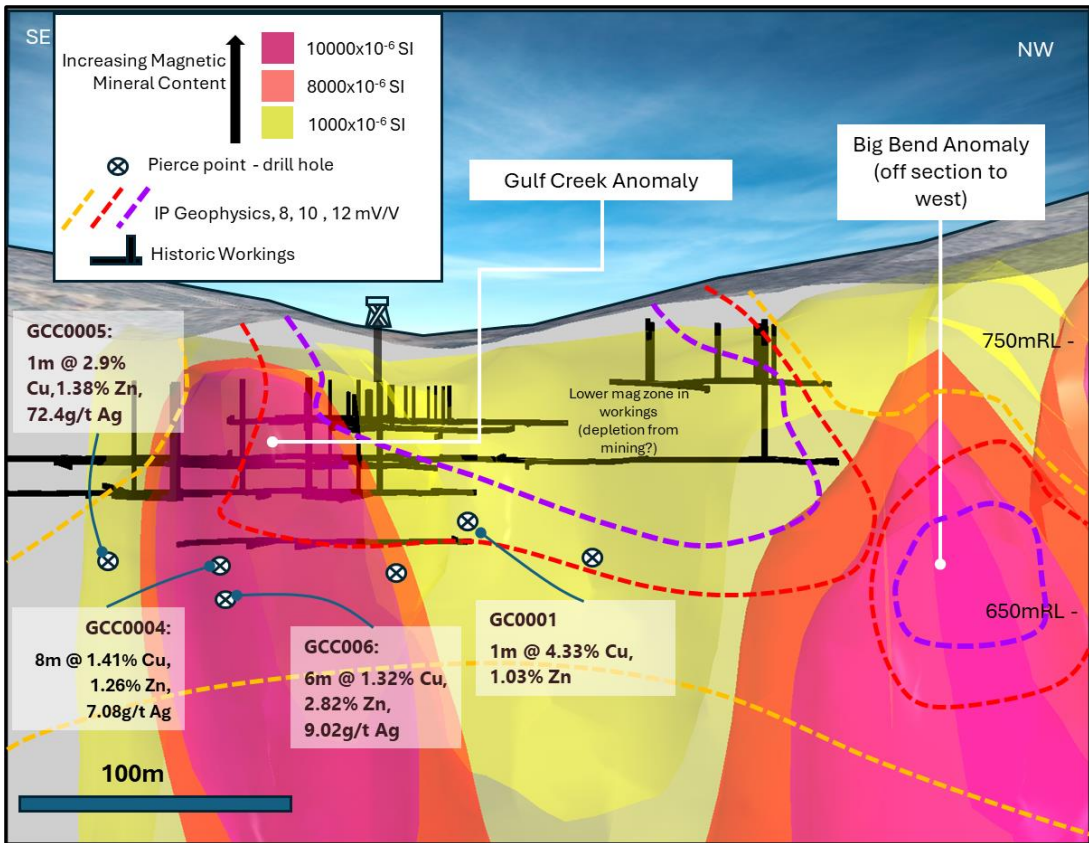 SE
NW
Increasing Magnetic
Mineral Content
10000x10⁻⁶ SI
8000x10⁻⁶ SI
1000x10⁻⁶ SI
Pierce point - drill hole
IP Geophysics, 8, 10 , 12 mV/V
Historic Workings
Gulf Creek Anomaly
Big Bend Anomaly
(off section to
west)
GCC0005:
1m @ 2.9%
Cu,1.38% Zn,
72.4g/t Ag
750mRL -
Lower mag zone in
workings
(depletion from
mining?)
GCC0004:
8m @ 1.41% Cu,
1.26% Zn,
7.08g/t Ag
GCC006:
6m @ 1.32% Cu,
2.82% Zn,
9.02g/t Ag
GC0001
1m @ 4.33% Cu,
1.03% Zn
650mRL -
100m